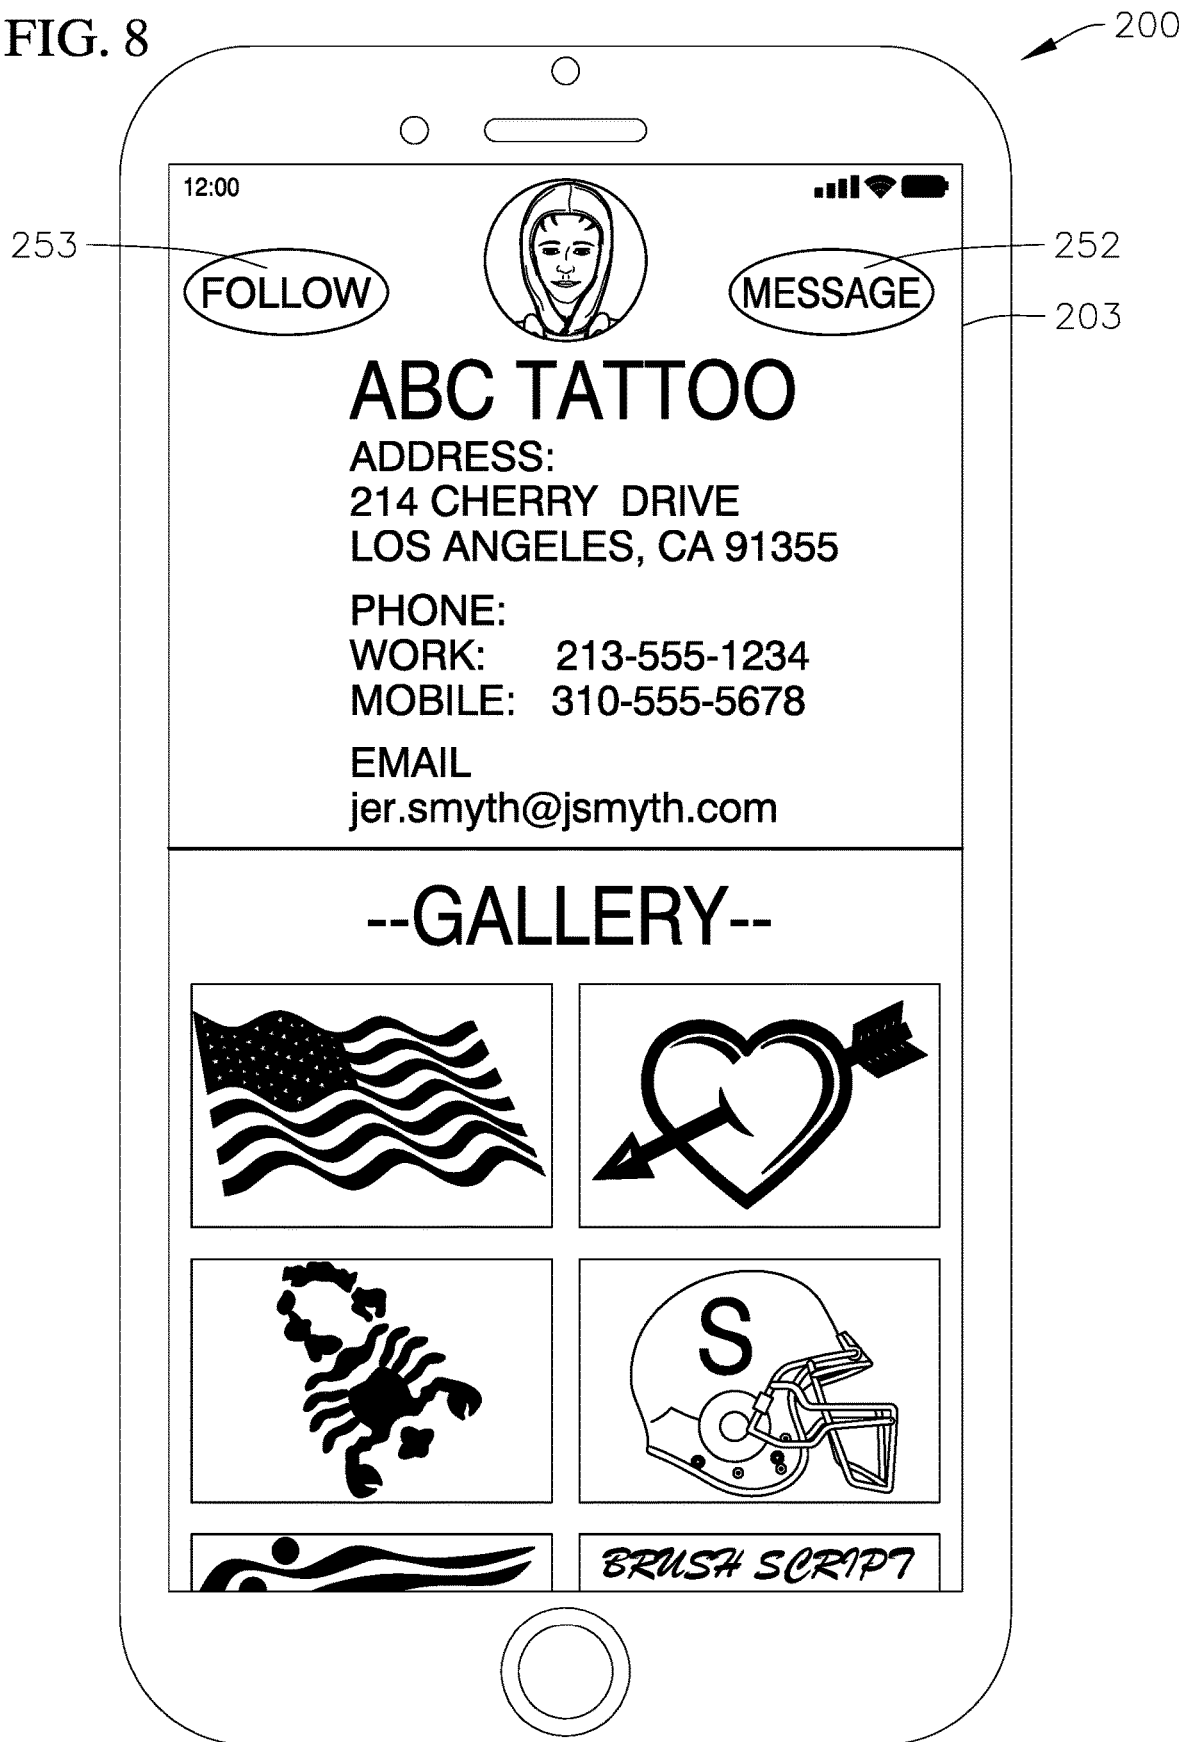 FIG. 8
200
12:00
253
252
FOLLOW
MESSAGE
203
ABC TATTOO
ADDRESS:
214 CHERRY DRIVE
LOS ANGELES, CA 91355
PHONE:
WORK: 213-555-1234
MOBILE: 310-555-5678
EMAIL
jer.smyth@jsmyth.com
--GALLERY--
S
BRUSH SCRIPT